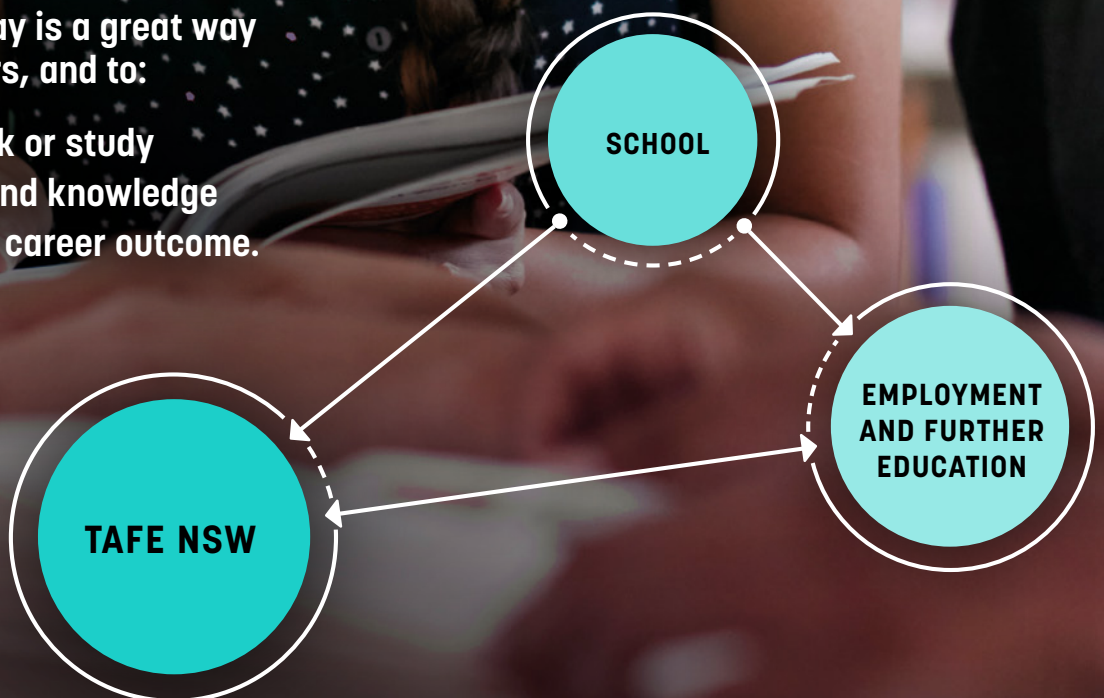 ay is a great way
rs, and to:
k or study
nd knowledge
career outcome.
SCHOOL
EMPLOYMENT
AND FURTHER
EDUCATION
TAFE NSW